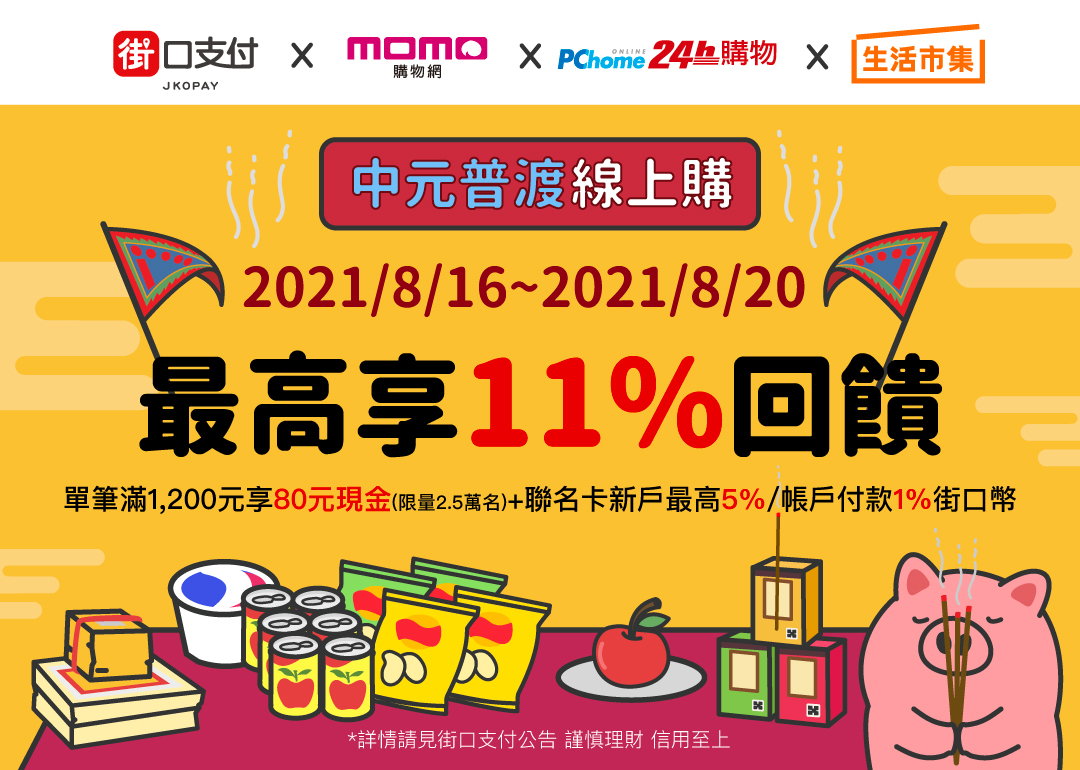 街口支付 JKOPAY × momo購物網 × PChome ONLINE 24h購物 × 生活市集
中元普渡線上購
2021/8/16~2021/8/20
最高享11%回饋
單筆滿1,200元享80元現金(限量2.5萬名)+聯名卡新戶最高5%/帳戶付款1%街口幣
*詳情請見街口支付公告 謹慎理財 信用至上